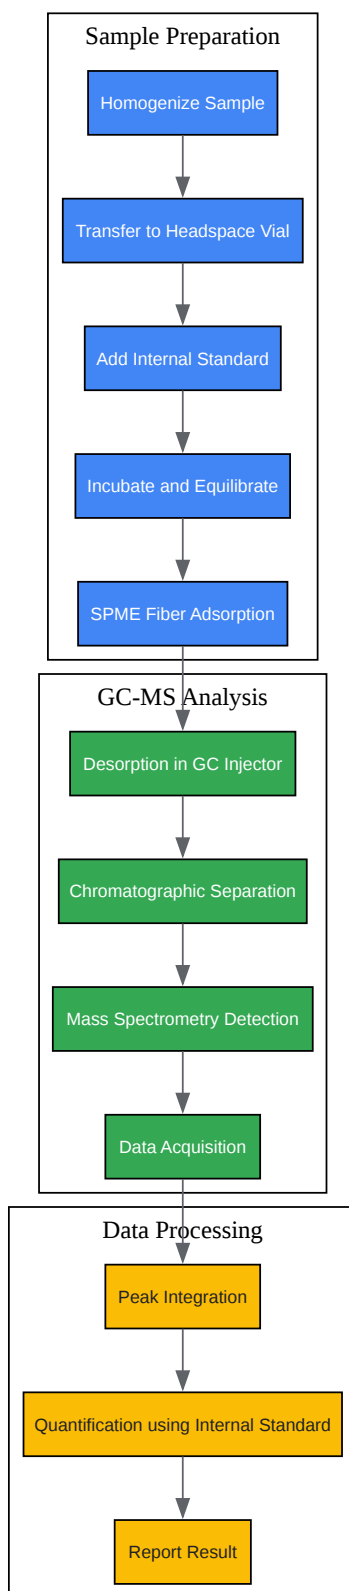 Sample Preparation
Homogenize Sample
Transfer to Headspace Vial
Add Internal Standard
Incubate and Equilibrate
SPME Fiber Adsorption
GC-MS Analysis
Desorption in GC Injector
Chromatographic Separation
Mass Spectrometry Detection
Data Acquisition
Data Processing
Peak Integration
Quantification using Internal Standard
Report Result